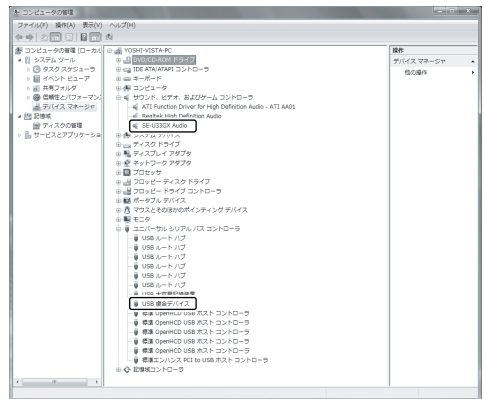 コンピュータの管理
ファイル(F) 操作(A) 表示(V) ヘルプ(H)
コンピュータの管理 (ローカル
システム ツール
タスク スケジューラ
イベント ビューア
共有フォルダ
信頼性とパフォーマン
デバイス マネージャ
記憶域
ディスクの管理
サービスとアプリケーショ
YOSHI-VISTA-PC
DVD/CD-ROM ドライブ
IDE ATA/ATAPI コントローラ
キーボード
コンピュータ
サウンド、ビデオ、およびゲーム コントローラ
ATI Function Driver for High Definition Audio - ATI AA01
Realtek High Definition Audio
SE-U33GX Audio
システム デバイス
ディスク ドライブ
ディスプレイ アダプタ
ネットワーク アダプタ
プロセッサ
フロッピー ディスク ドライブ
フロッピー ドライブ コントローラ
ポータブル デバイス
マウスとそのほかのポインティング デバイス
モニタ
ユニバーサル シリアル バス コントローラ
USB ルート ハブ
USB ルート ハブ
USB ルート ハブ
USB ルート ハブ
USB ルート ハブ
USB 大容量記憶装置
USB 複合デバイス
標準 OpenHCD USB ホスト コントローラ
標準 OpenHCD USB ホスト コントローラ
標準 OpenHCD USB ホスト コントローラ
標準 OpenHCD USB ホスト コントローラ
標準エンハンス PCI to USB ホスト コントローラ
記憶域コントローラ
操作
デバイス マネージャ
他の操作